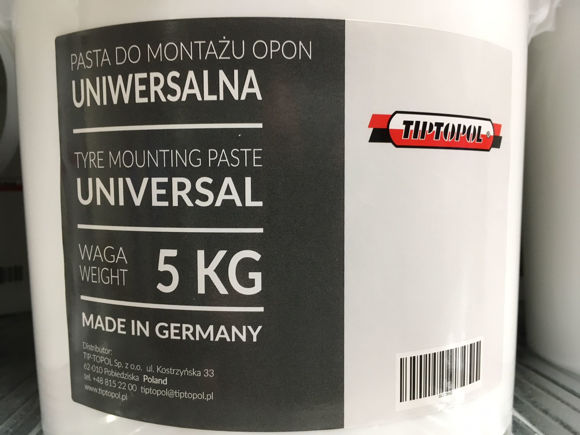 PASTA DO MONTAŻU OPON
UNIWERSALNA
TYRE MOUNTING PASTE
UNIVERSAL
WAGA
WEIGHT
5 KG
MADE IN GERMANY
Distributor:
TIP-TOPOL Sp. z o.o. ul. Kostrzyńska 33
62-010 Pobiedziska Poland
tel. +48 815 22 00 tiptopol@tiptopol.pl
www.tiptopol.pl
TIPTOPOL®